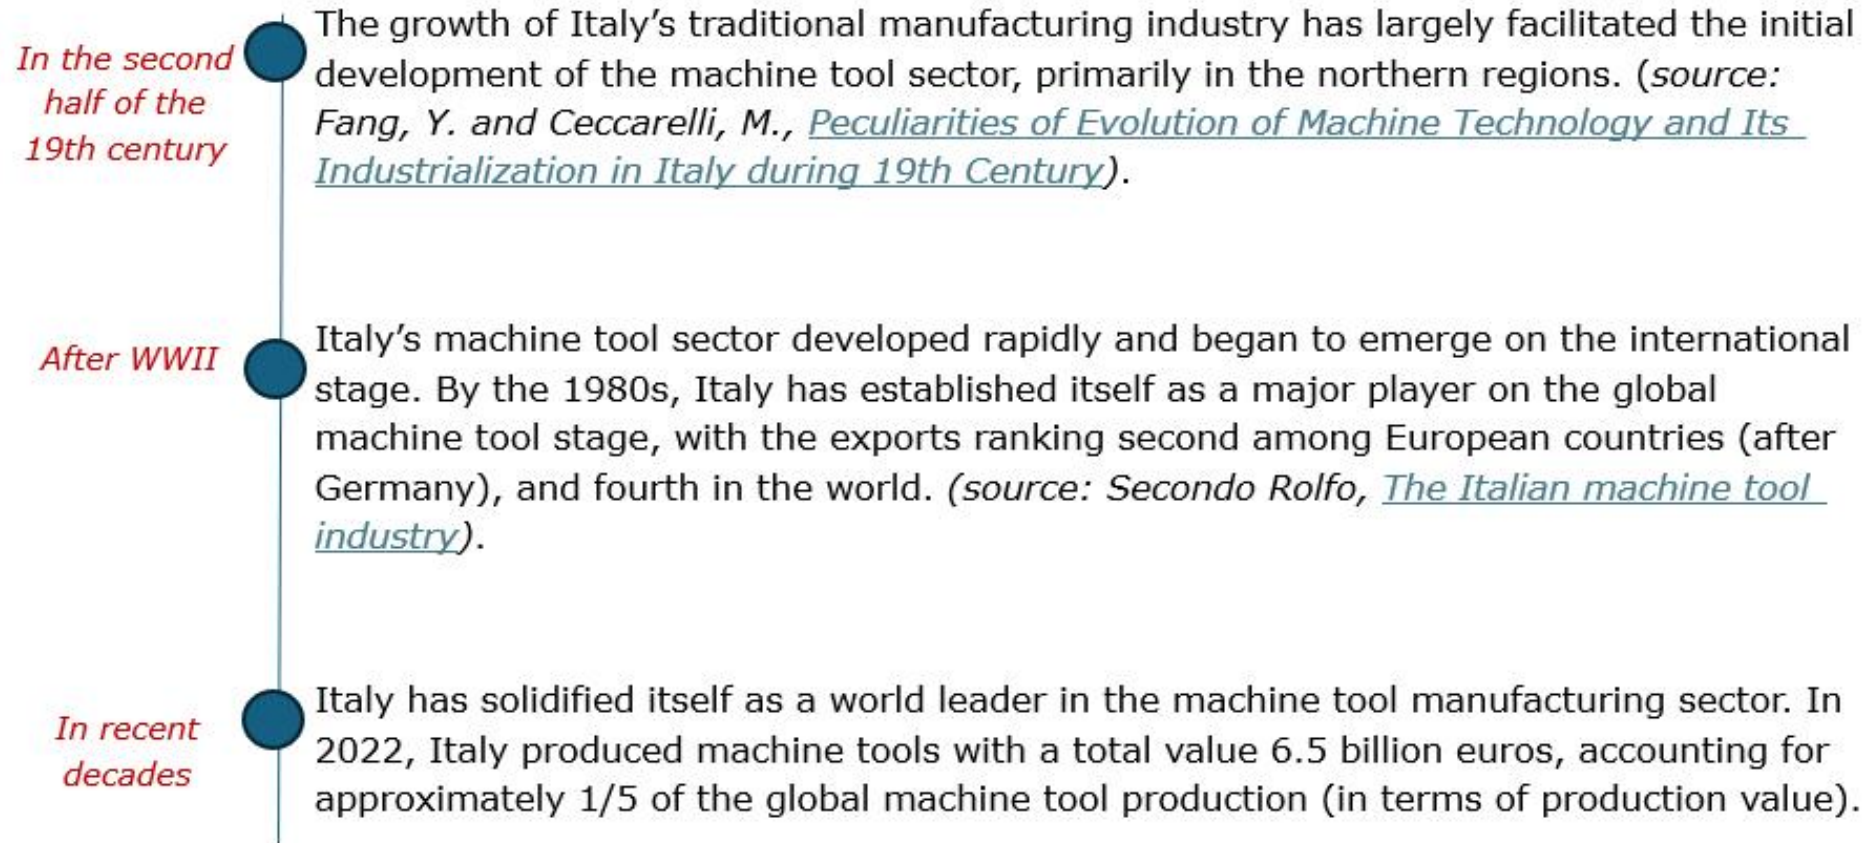 In the second
half of the
19th century
The growth of Italy’s traditional manufacturing industry has largely facilitated the initial
development of the machine tool sector, primarily in the northern regions. (source:
Fang, Y. and Ceccarelli, M., Peculiarities of Evolution of Machine Technology and Its
Industrialization in Italy during 19th Century).
After WWII
Italy’s machine tool sector developed rapidly and began to emerge on the international
stage. By the 1980s, Italy has established itself as a major player on the global
machine tool stage, with the exports ranking second among European countries (after
Germany), and fourth in the world. (source: Secondo Rolfo, The Italian machine tool
industry).
In recent
decades
Italy has solidified itself as a world leader in the machine tool manufacturing sector. In
2022, Italy produced machine tools with a total value 6.5 billion euros, accounting for
approximately 1/5 of the global machine tool production (in terms of production value).